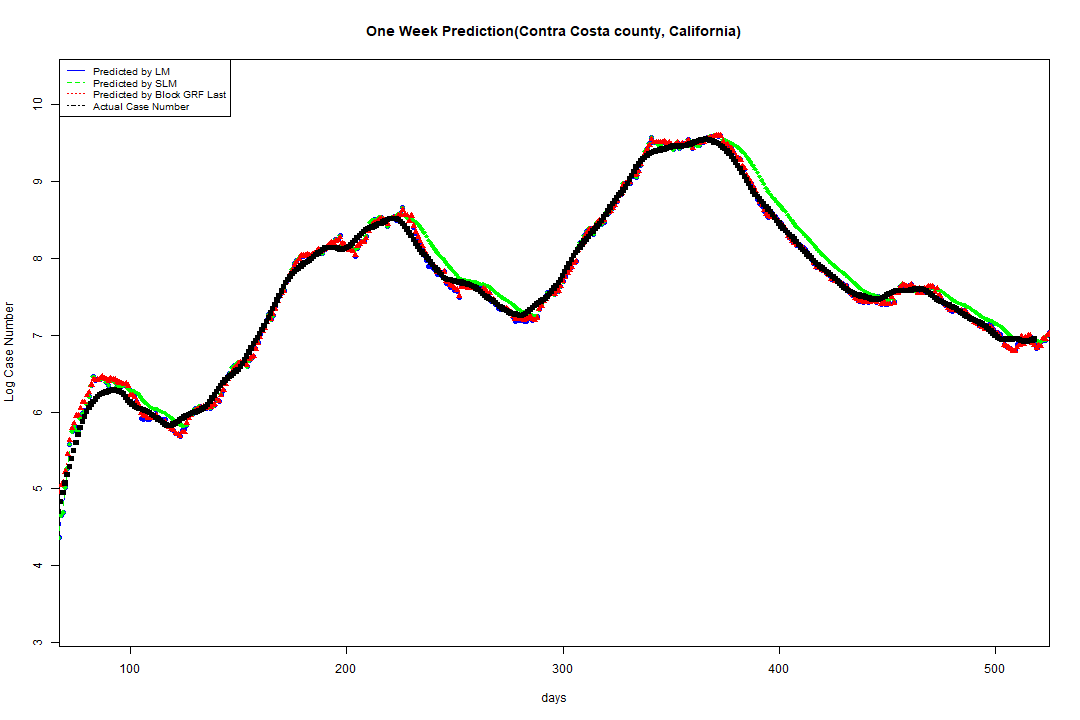 One Week Prediction(Contra Costa county, California)
Predicted by LM
Predicted by SLM
Predicted by Block GRF Last
Actual Case Number
10
9
8
7
6
5
4
3
Log Case Number
100 200 300 400 500
days